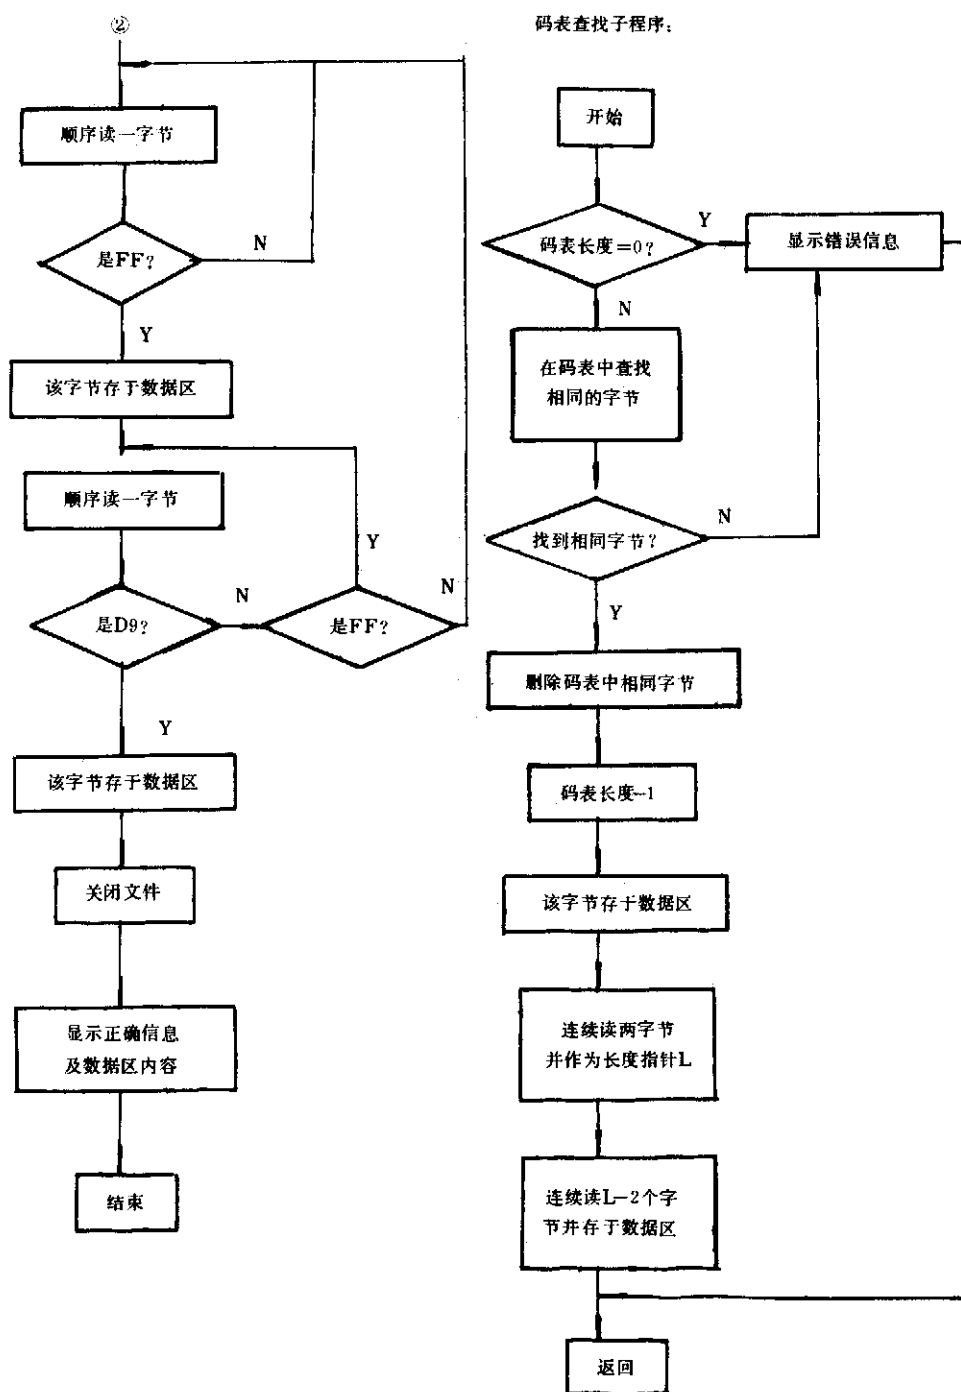 ②
顺序读一字节
是FF?
N
Y
该字节存于数据区
顺序读一字节
Y
是D9?
N
是FF?
N
Y
该字节存于数据区
关闭文件
显示正确信息
及数据区内容
结束
码表查找子程序:
开始
码表长度=0?
Y
显示错误信息
N
在码表中查找
相同的字节
找到相同字节?
N
Y
删除码表中相同字节
码表长度-1
该字节存于数据区
连续读两字节
并作为长度指针L
连续读L-2个字
节并存于数据区
返回